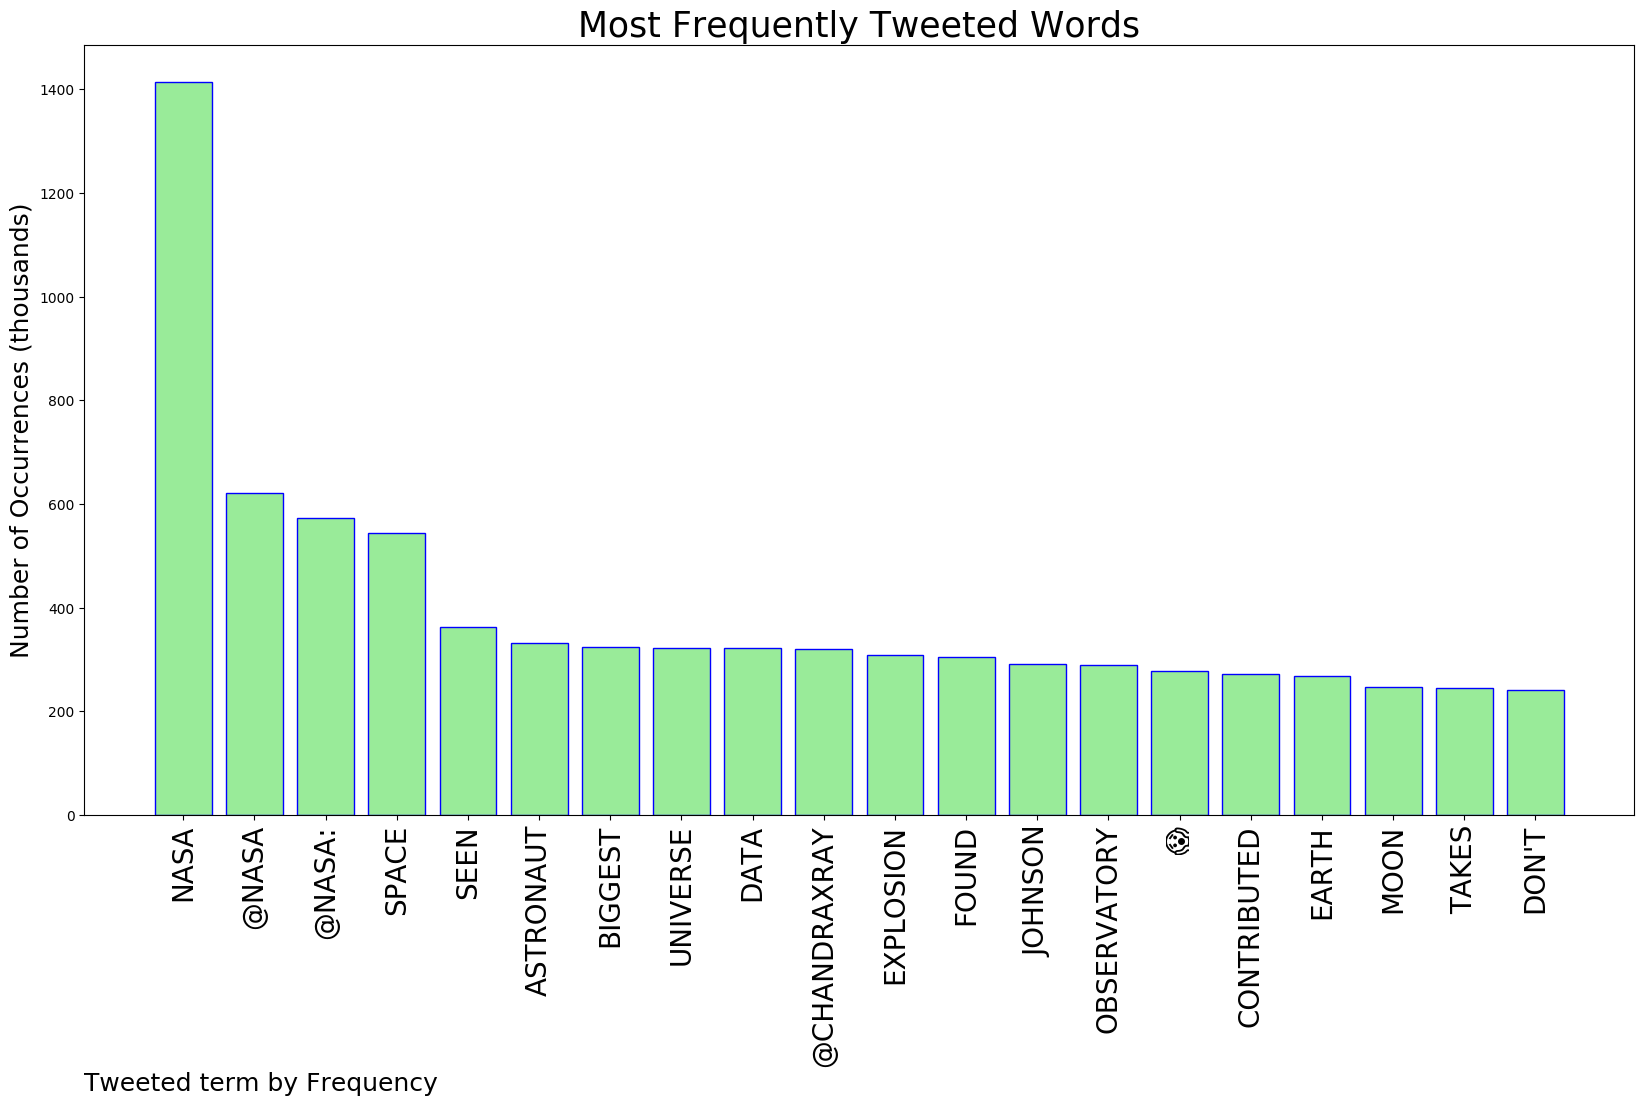 Most Frequently Tweeted Words
Number of Occurrences (thousands)
1400
1200
1000
800
600
400
200
0
NASA
@NASA
@NASA:
SPACE
SEEN
ASTRONAUT
BIGGEST
UNIVERSE
DATA
@CHANDRAXRAY
EXPLOSION
FOUND
JOHNSON
OBSERVATORY
😱
CONTRIBUTED
EARTH
MOON
TAKES
DON'T
Tweeted term by Frequency